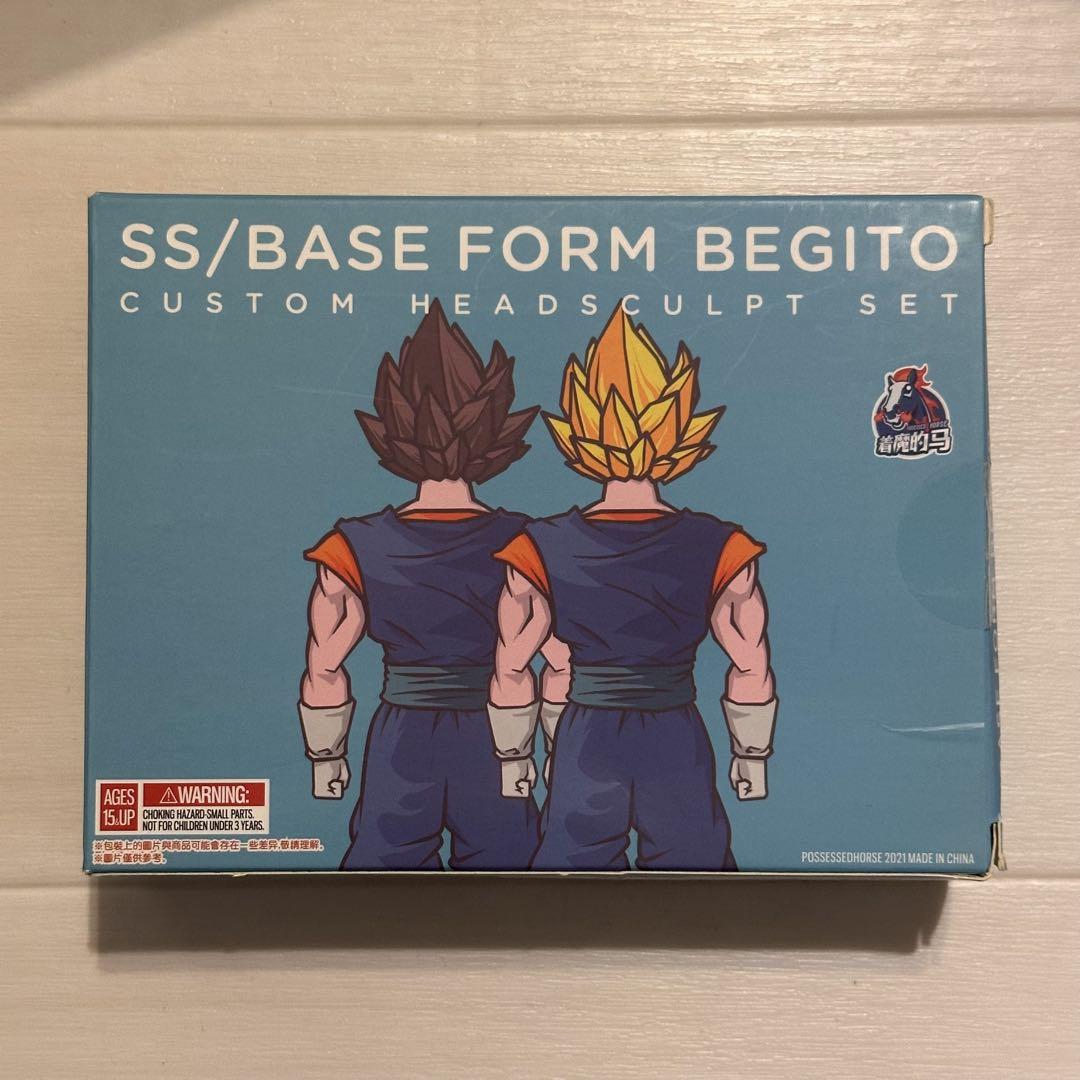 SS/BASE FORM BEGITO
CUSTOM HEADSCULPT SET
着魔的马
AGES
15&UP
WARNING:
CHOKING HAZARD-SMALL PARTS.
NOT FOR CHILDREN UNDER 3 YEARS.
※包裝上的圖片與商品可能會存在一些差异,敬請理解。
※圖片僅供參考。
POSSESSEDHORSE 2021 MADE IN CHINA